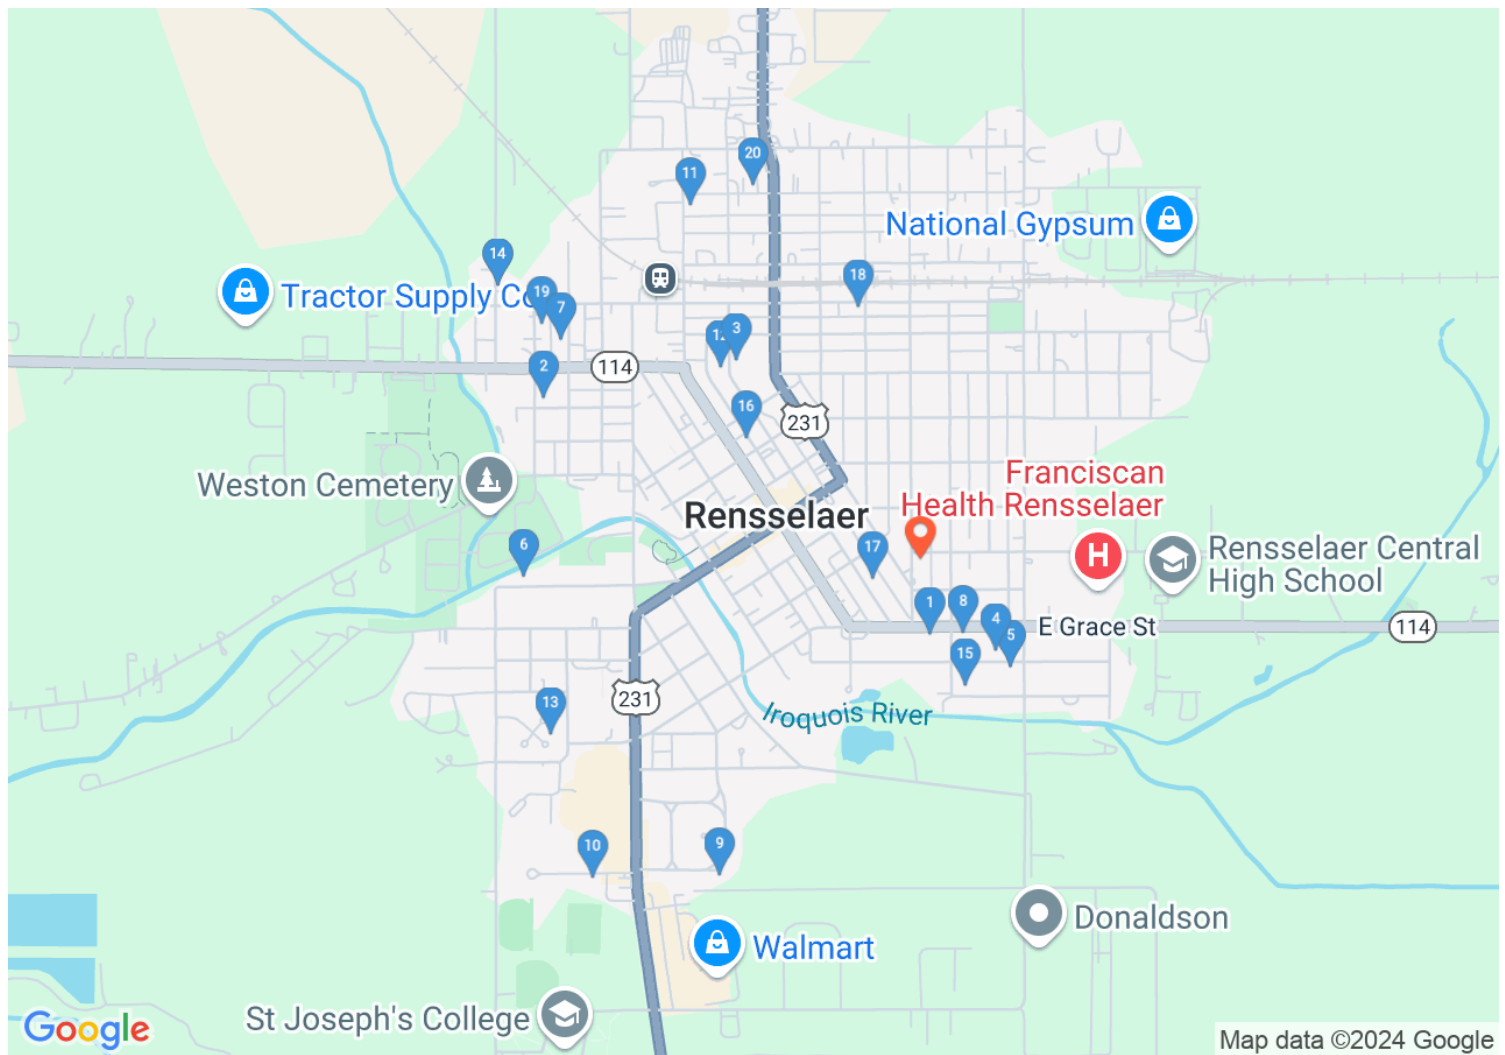 20
11
National Gypsum
14
18
19
Tractor Supply Co
7
3
12
2
114
16
231
Franciscan
Health Rensselaer
Weston Cemetery
Rensselaer
6
17
Rensselaer Central
High School
1
8
4
E Grace St
114
5
15
231
13
Iroquois River
10
9
Donaldson
Walmart
St Joseph's College
Google
Map data ©2024 Google